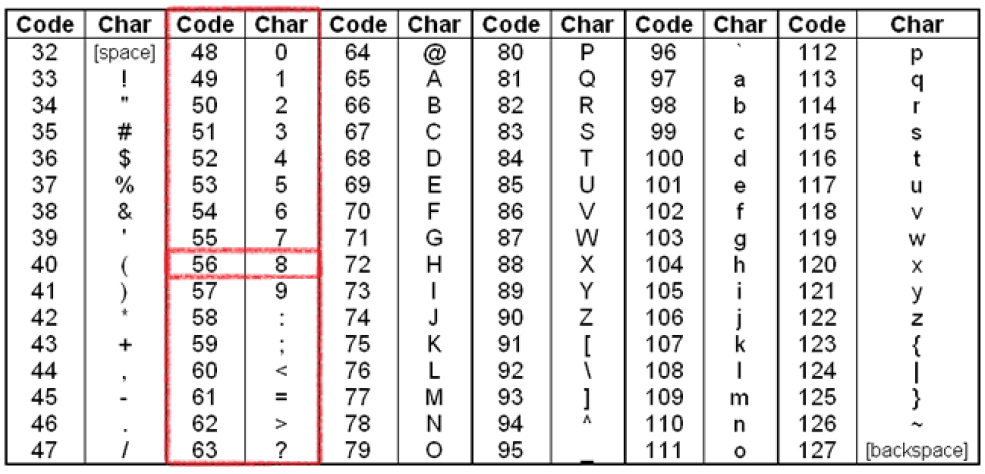 Code Char Code Char Code Char Code Char Code Char Code Char
32 [space] 48 0 64 @ 80 P 96 ` 112 p
33 ! 49 1 65 A 81 Q 97 a 113 q
34 " 50 2 66 B 82 R 98 b 114 r
35 # 51 3 67 C 83 S 99 c 115 s
36 $ 52 4 68 D 84 T 100 d 116 t
37 % 53 5 69 E 85 U 101 e 117 u
38 & 54 6 70 F 86 V 102 f 118 v
39 ' 55 7 71 G 87 W 103 g 119 w
40 ( 56 8 72 H 88 X 104 h 120 x
41 ) 57 9 73 I 89 Y 105 i 121 y
42 * 58 : 74 J 90 Z 106 j 122 z
43 + 59 ; 75 K 91 [ 107 k 123 {
44 , 60 < 76 L 92 \ 108 l 124 |
45 - 61 = 77 M 93 ] 109 m 125 }
46 . 62 > 78 N 94 ^ 110 n 126 ~
47 / 63 ? 79 O 95 _ 111 o 127 [backspace]